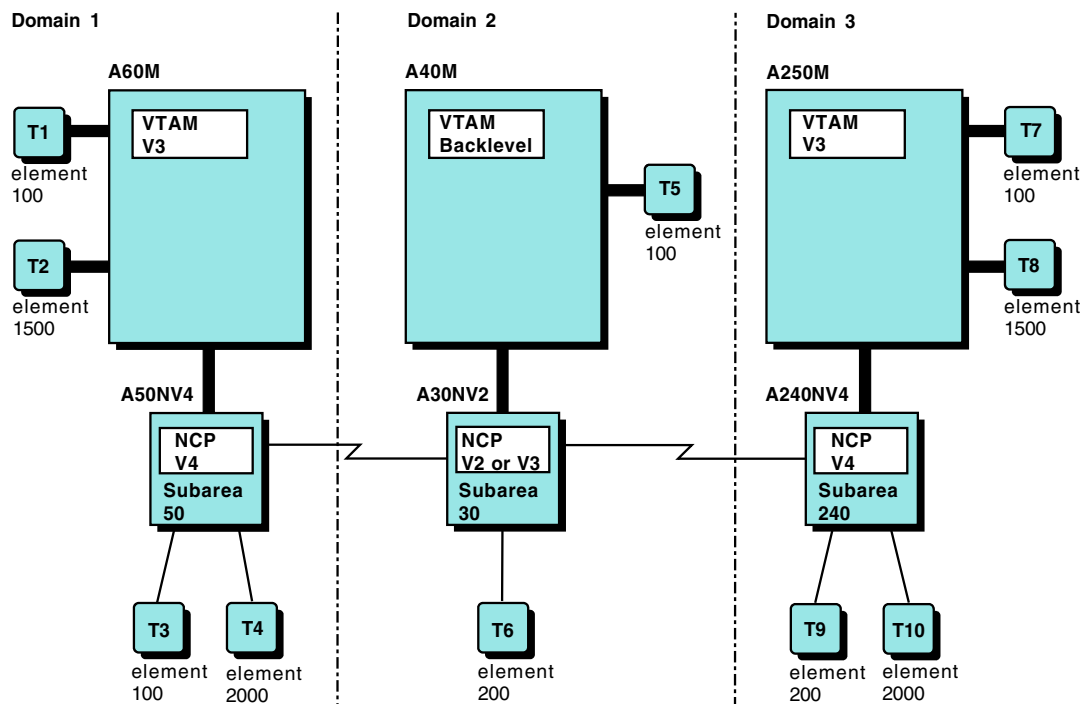 Domain 1
Domain 2
Domain 3
A60M
A40M
A250M
VTAM
V3
VTAM
Backlevel
VTAM
V3
T1
element
100
T2
element
1500
T5
element
100
T7
element
100
T8
element
1500
A50NV4
A30NV2
A240NV4
NCP
V4
Subarea
50
NCP
V2 or V3
Subarea
30
NCP
V4
Subarea
240
T3
element
100
T4
element
2000
T6
element
200
T9
element
200
T10
element
2000